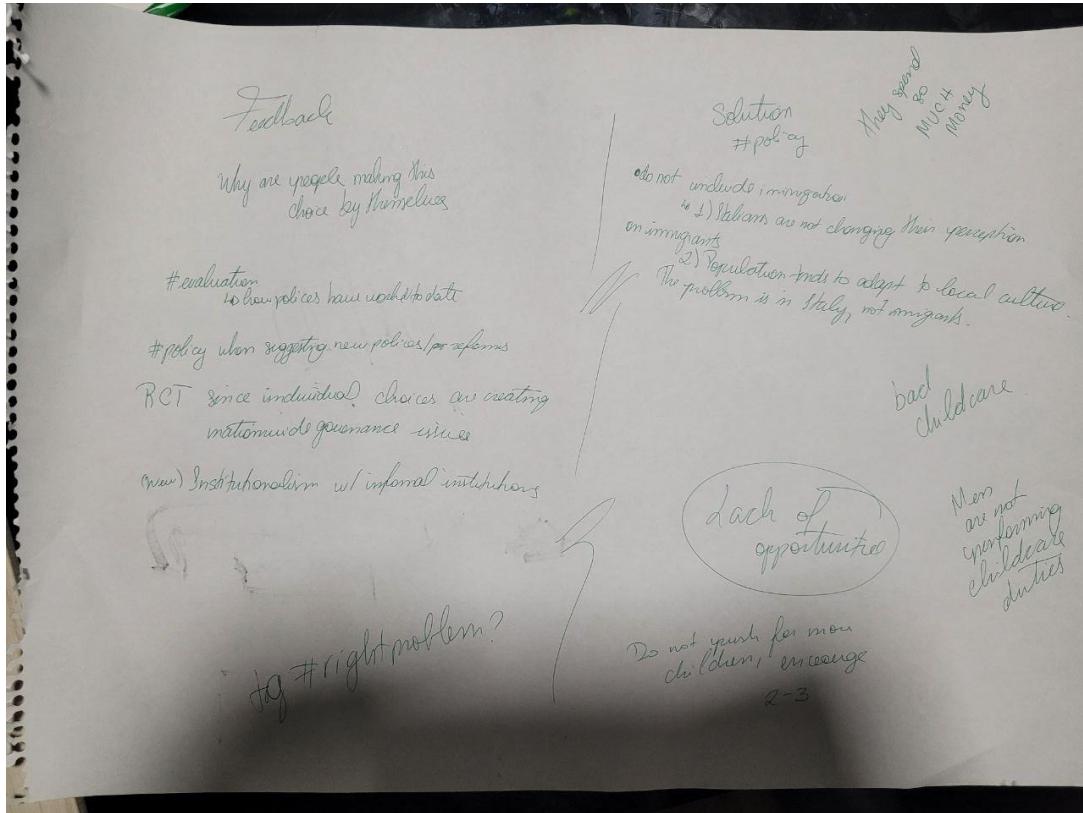 Feedback
Why are people making this
choice by themselves
#evaluation
↳ how polices have worked to date
#policy when suggesting new polices/ reforms
RCT since individual choices are creating
nationwide governance issues
(New) Institutionalism w/ informal institutions
tag #rightproblem?
Solution
#policy
They spend
so
MUCH
Money
• do not include immigration
↳ 1) Italians are not changing their perception
on immigrants
2) Population tends to adapt to local culture.
The problem is in Italy, not immigrants.
bad
childcare
Lack of
opportunities
Men
are not
performing
childcare
duties
Do not push for more
children, encourage
2-3